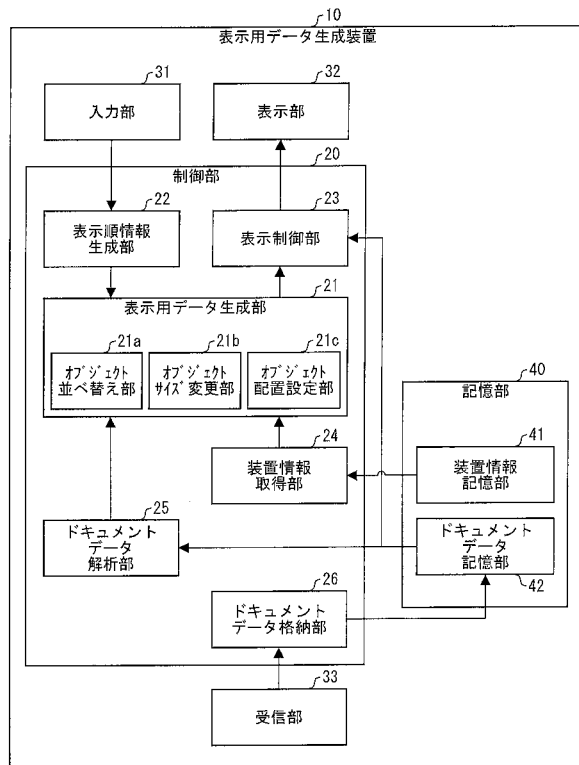 10
表示用データ生成装置
31
入力部
32
表示部
20
制御部
22
表示順情報
生成部
23
表示制御部
21
表示用データ生成部
21a
オブジェクト
並べ替え部
21b
オブジェクト
サイズ変更部
21c
オブジェクト
配置設定部
24
装置情報
取得部
40
記憶部
41
装置情報
記憶部
25
ドキュメント
データ
解析部
ドキュメント
データ
記憶部
42
26
ドキュメント
データ格納部
33
受信部